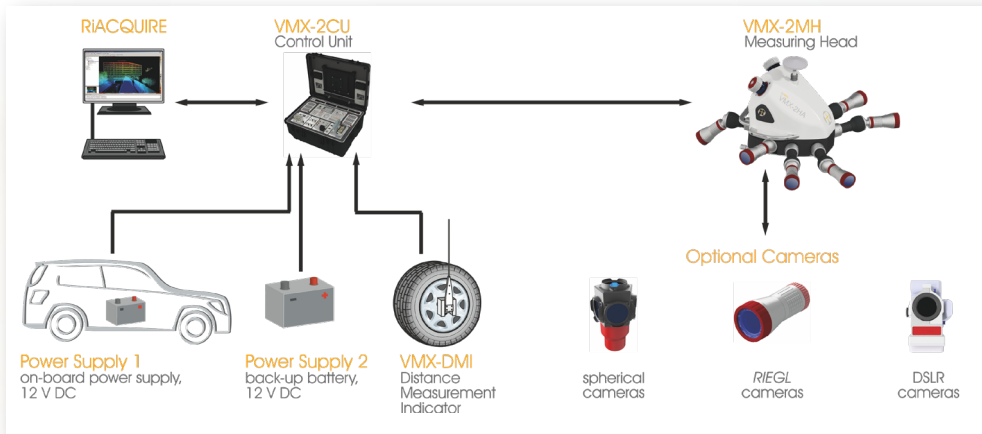 RiACQUIRE
VMX-2CU
Control Unit
VMX-2MH
Measuring Head
Optional Cameras
Power Supply 1
on-board power supply,
12 V DC
Power Supply 2
back-up battery,
12 V DC
VMX-DMI
Distance
Measurement
Indicator
spherical
cameras
RIEGL
cameras
DSLR
cameras